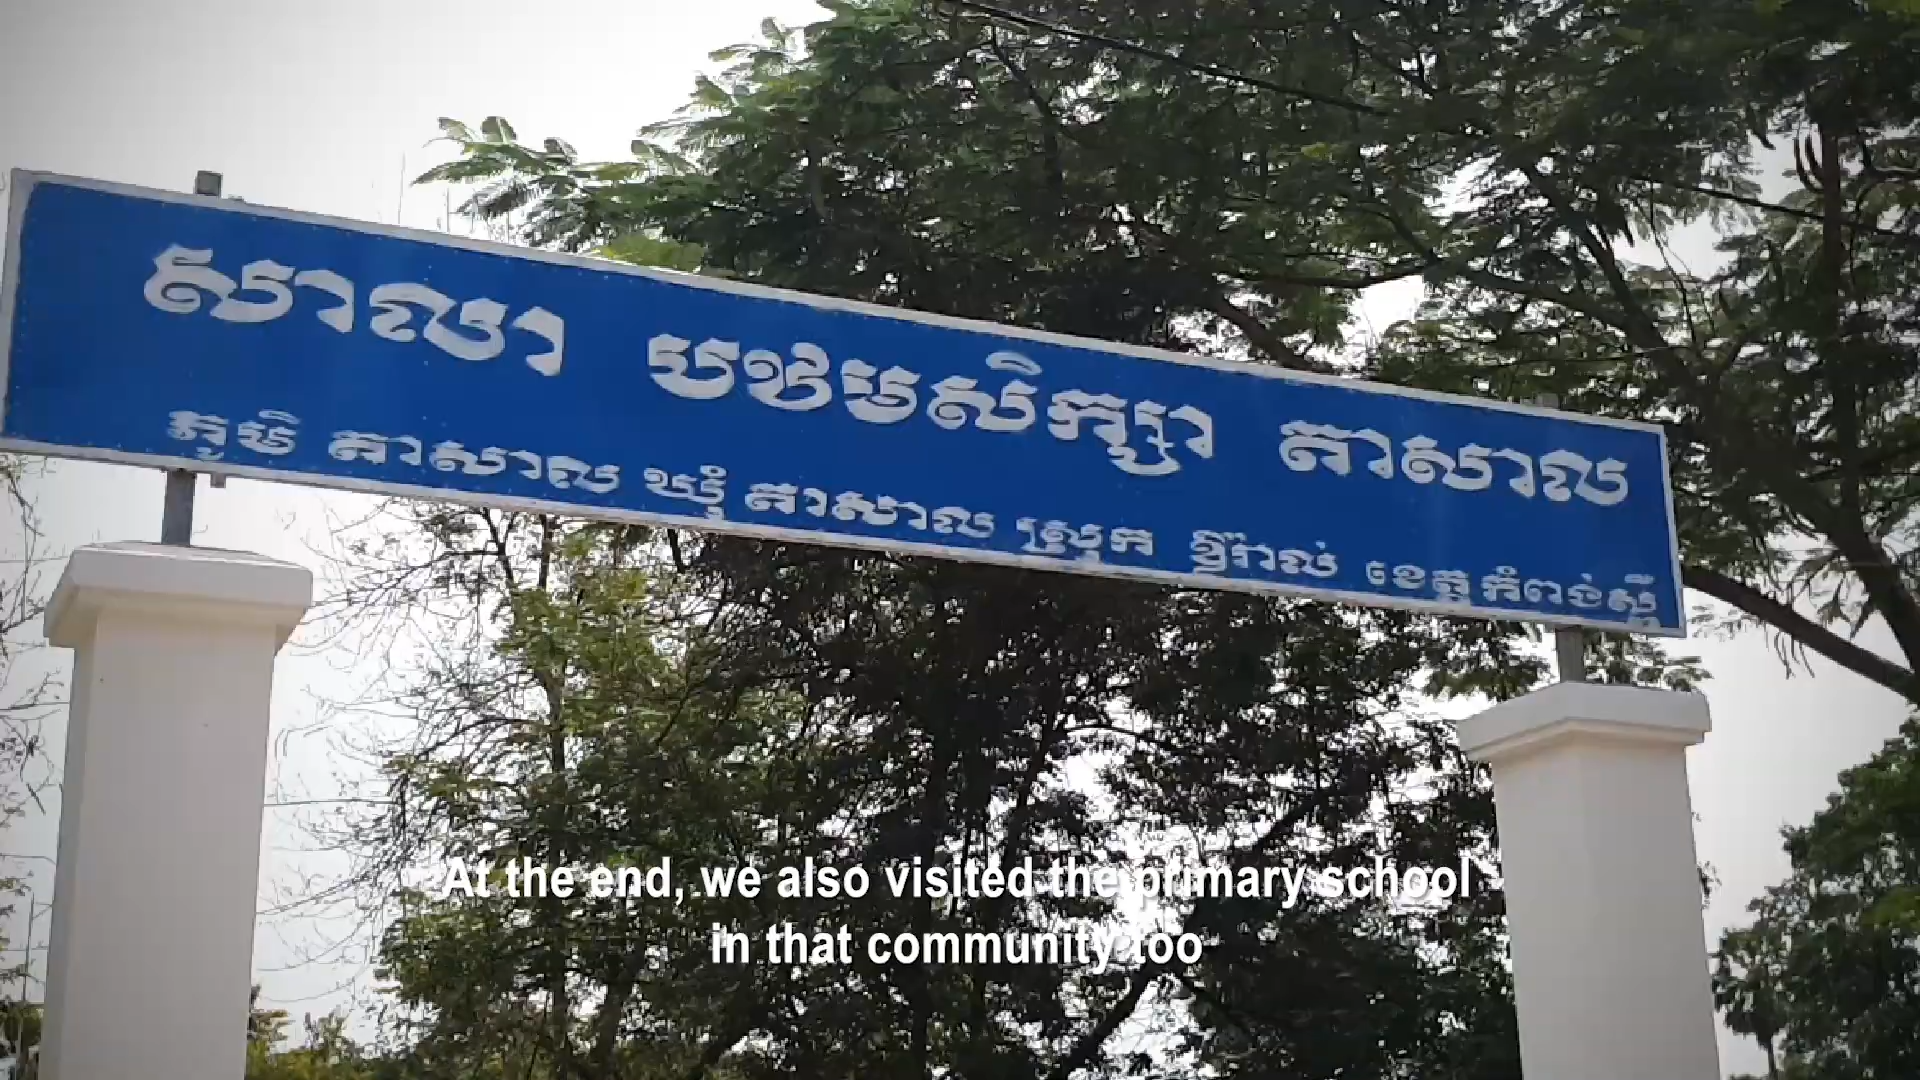 សាលា បឋមសិក្សា តាសាល
ភូមិ តាសាល ឃុំ តាសាល ស្រុក ឱរ៉ាល់ ខេត្តកំពង់ស្ពឺ
At the end, we also visited the primary school
in that community too